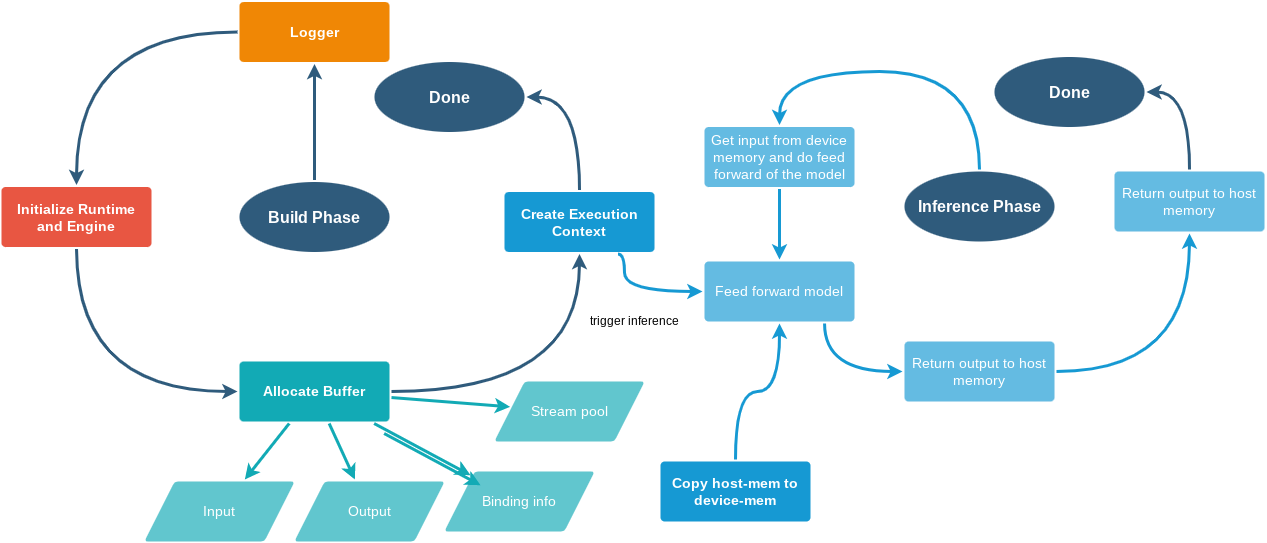 Logger
Done
Build Phase
Initialize Runtime
and Engine
Create Execution
Context
trigger inference
Allocate Buffer
Stream pool
Input
Output
Binding info
Done
Get input from device
memory and do feed
forward of the model
Inference Phase
Return output to host
memory
Feed forward model
Return output to host
memory
Copy host-mem to
device-mem